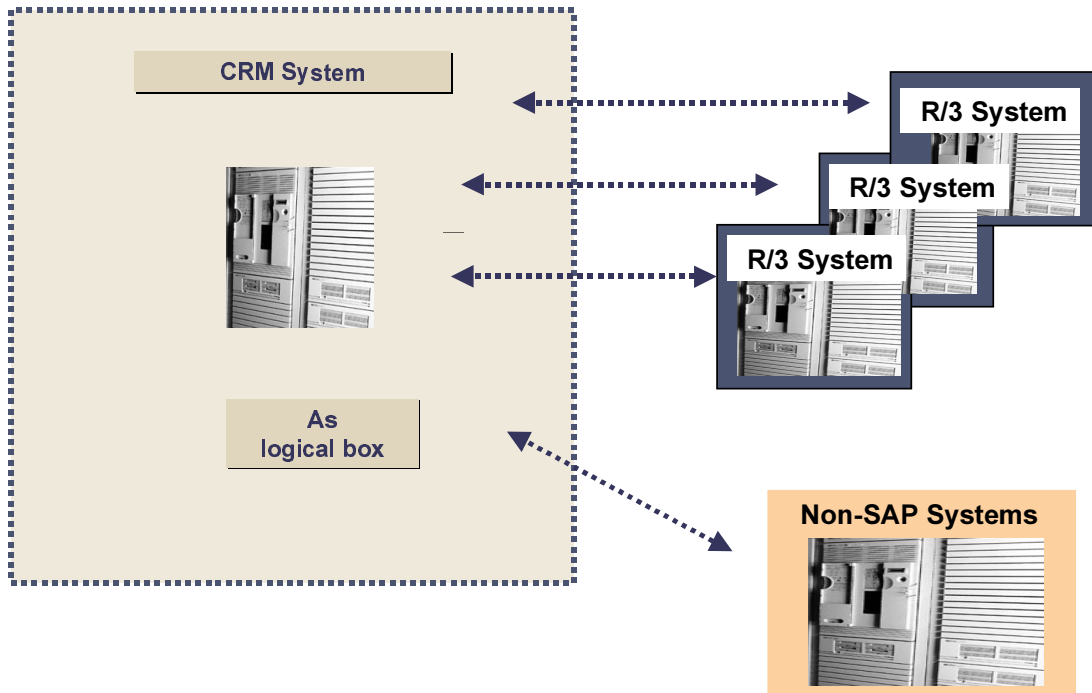 CRM System
R/3 System
R/3 System
R/3 System
As
logical box
Non-SAP Systems